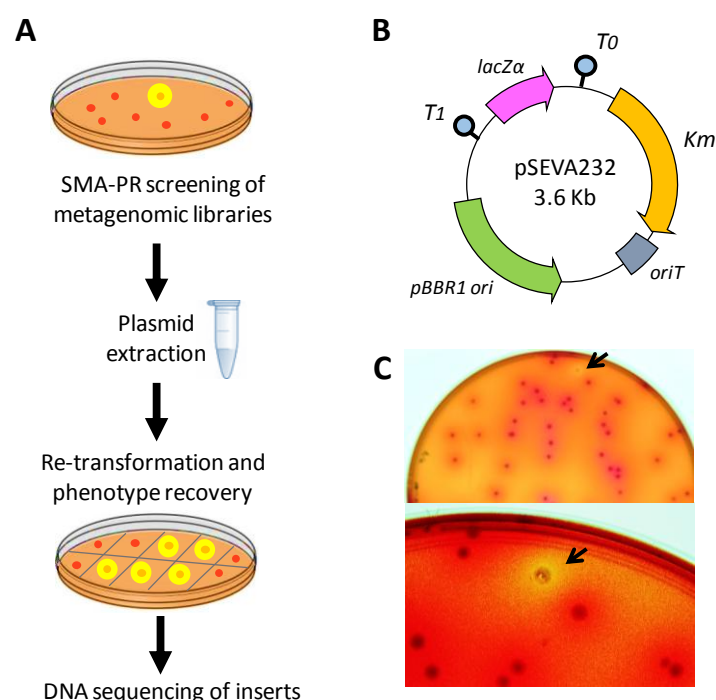 A
SMA-PR screening of
metagenomic libraries
Plasmid
extraction
Re-transformation and
phenotype recovery
DNA sequencing of inserts
B
T0
lacZα
T1
Km
pSEVA232
3.6 Kb
oriT
pBBR1 ori
C